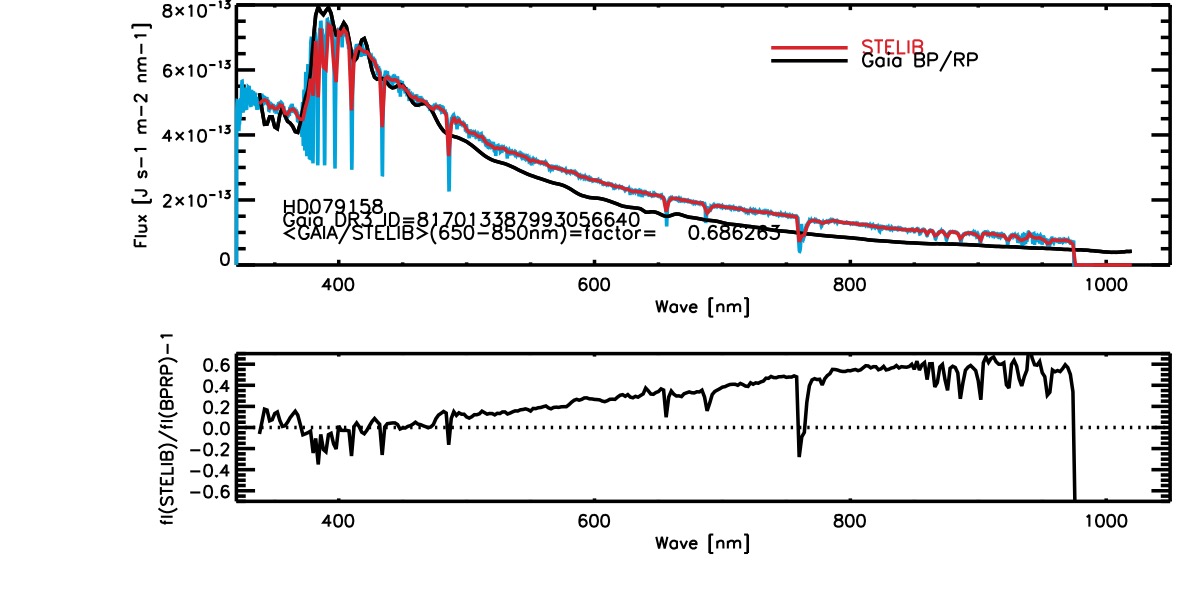 8×10−13
6×10−13
4×10−13
2×10−13
0
Flux [J s−1 m−2 nm−1]
STELIB
Gaia BP/RP
HD079158
Gaia DR3 ID=817013387993056640
<GAIA/STELIB>(650−850nm)=factor= 0.686263
400 600 800 1000
Wave [nm]
fl(STELIB)/fl(BPRP)−1
0.6
0.4
0.2
0.0
−0.2
−0.4
−0.6
400 600 800 1000
Wave [nm]